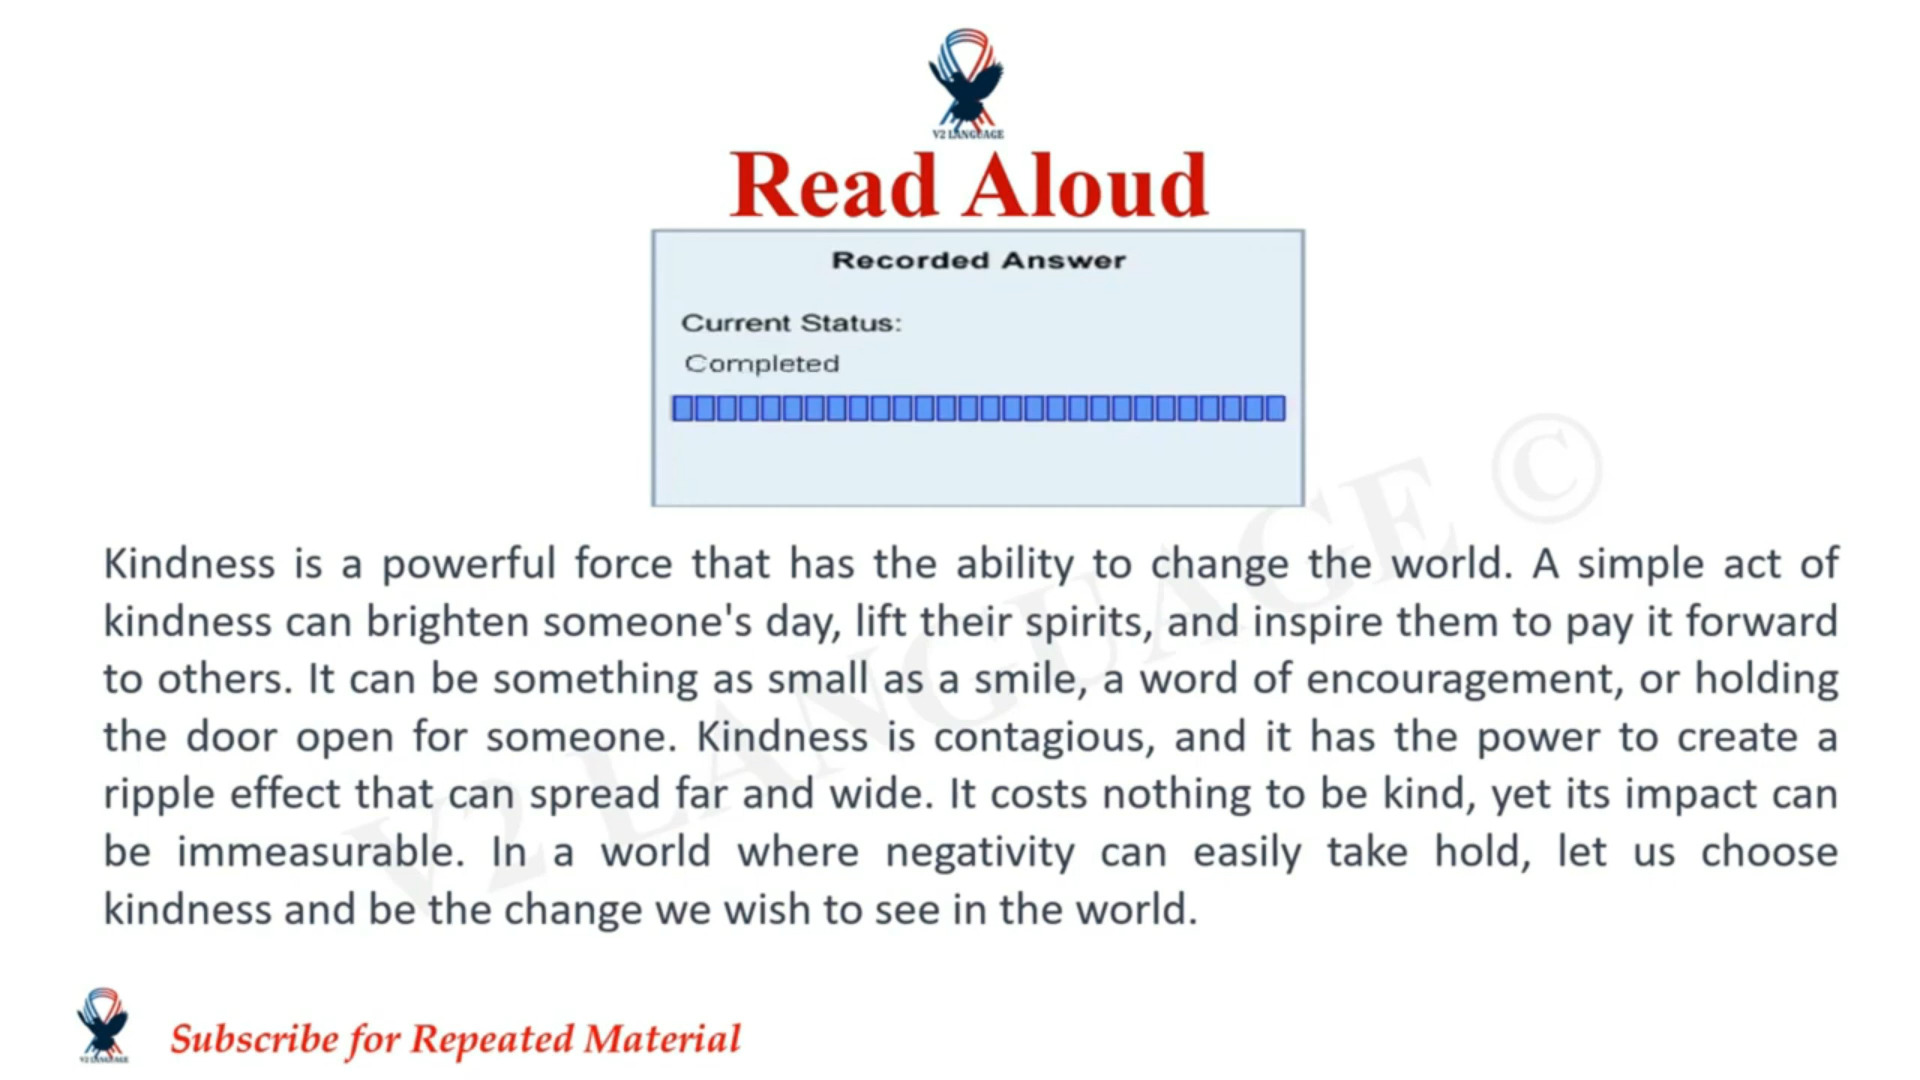 V2 LANGUAGE
Read Aloud
Recorded Answer
Current Status:
Completed
Kindness is a powerful force that has the ability to change the world. A simple act of
kindness can brighten someone's day, lift their spirits, and inspire them to pay it forward
to others. It can be something as small as a smile, a word of encouragement, or holding
the door open for someone. Kindness is contagious, and it has the power to create a
ripple effect that can spread far and wide. It costs nothing to be kind, yet its impact can
be immeasurable. In a world where negativity can easily take hold, let us choose
kindness and be the change we wish to see in the world.
V2 LANGUAGE ©
V2 LANGUAGE
Subscribe for Repeated Material